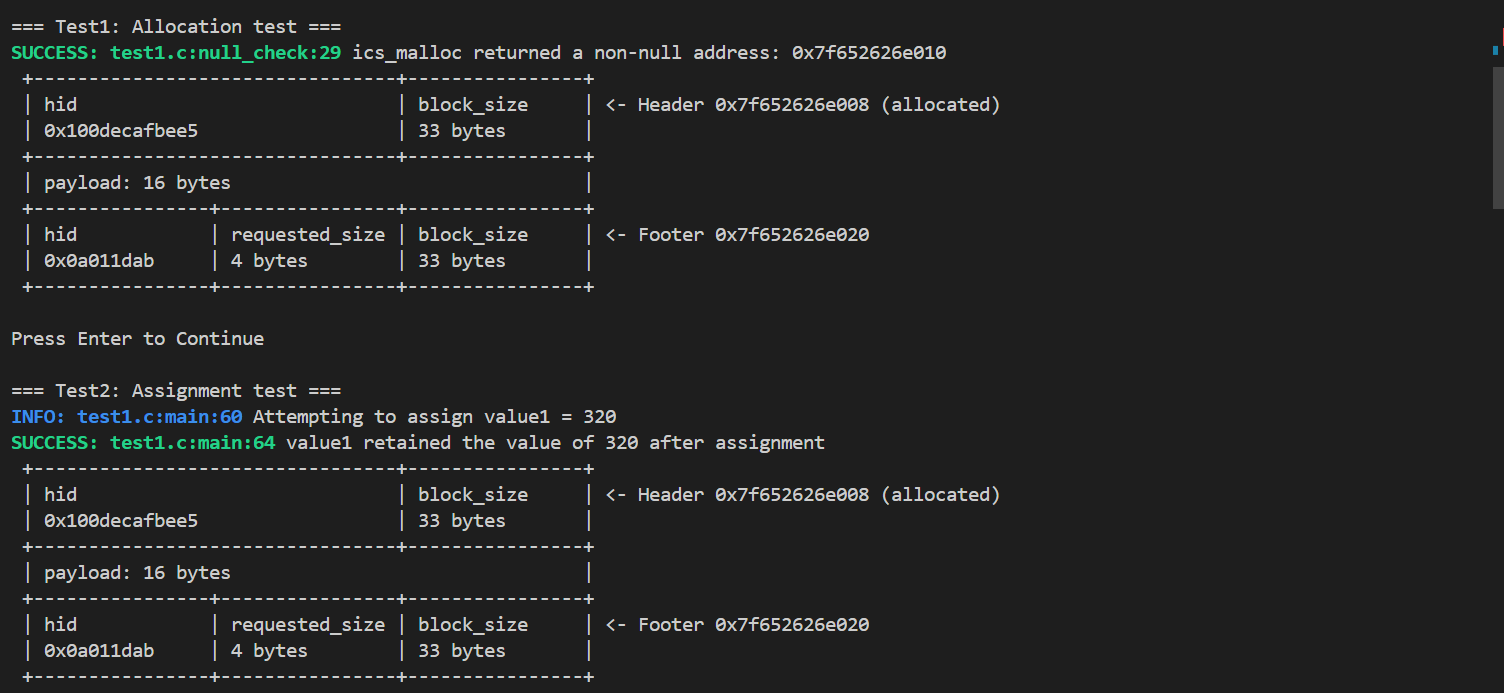 === Test1: Allocation test ===
SUCCESS: test1.c:null_check:29 ics_malloc returned a non-null address: 0x7f652626e010
+---------------------------------+----------------+
| hid                             | block_size     | <- Header 0x7f652626e008 (allocated)
| 0x100decafbee5                  | 33 bytes       |
+---------------------------------+----------------+
| payload: 16 bytes                                |
+----------------+----------------+----------------+
| hid            | requested_size | block_size     | <- Footer 0x7f652626e020
| 0x0a011dab     | 4 bytes        | 33 bytes       |
+----------------+----------------+----------------+
Press Enter to Continue
=== Test2: Assignment test ===
INFO: test1.c:main:60 Attempting to assign value1 = 320
SUCCESS: test1.c:main:64 value1 retained the value of 320 after assignment
+---------------------------------+----------------+
| hid                             | block_size     | <- Header 0x7f652626e008 (allocated)
| 0x100decafbee5                  | 33 bytes       |
+---------------------------------+----------------+
| payload: 16 bytes                                |
+----------------+----------------+----------------+
| hid            | requested_size | block_size     | <- Footer 0x7f652626e020
| 0x0a011dab     | 4 bytes        | 33 bytes       |
+----------------+----------------+----------------+